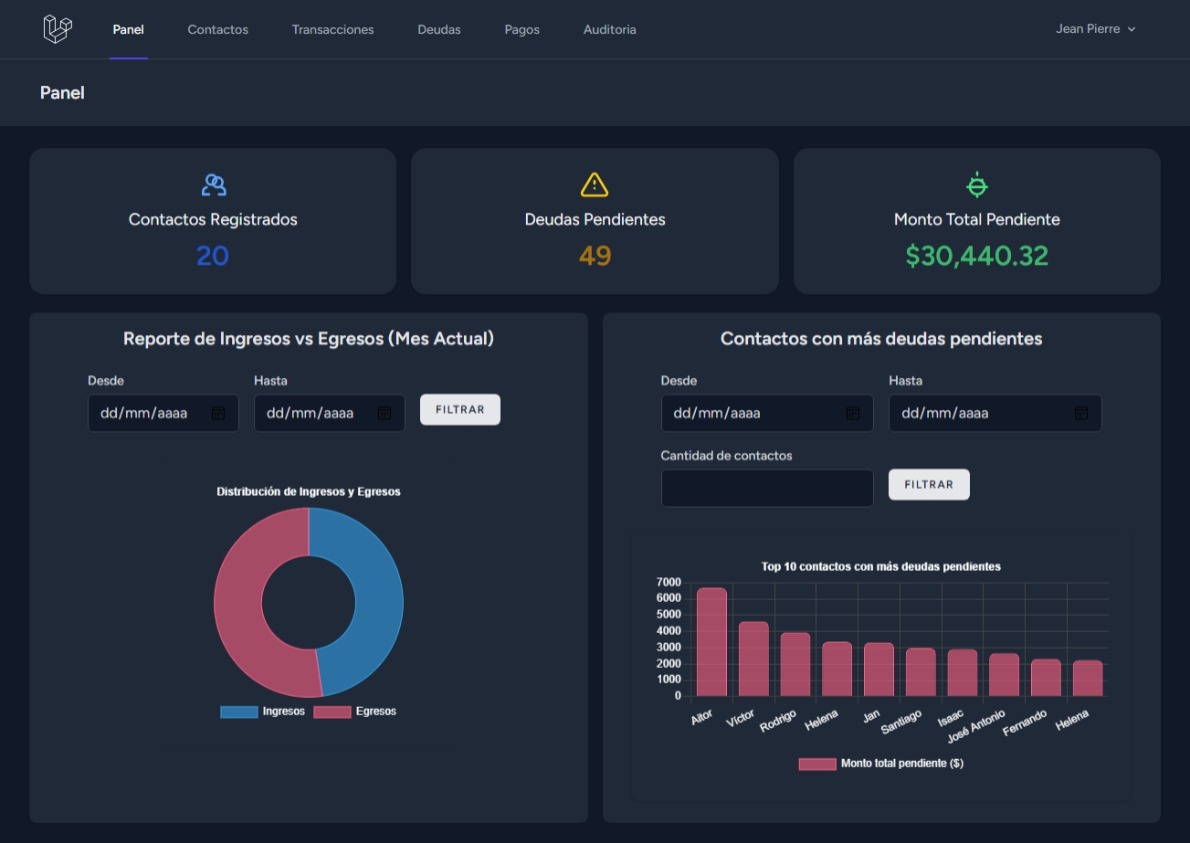 Panel Contactos Transacciones Deudas Pagos Auditoria Jean Pierre
Panel
Contactos Registrados
20
Deudas Pendientes
49
Monto Total Pendiente
$30,440.32
Reporte de Ingresos vs Egresos (Mes Actual)
Desde Hasta
dd/mm/aaaa dd/mm/aaaa FILTRAR
Distribución de Ingresos y Egresos
Ingresos Egresos
Contactos con más deudas pendientes
Desde Hasta
dd/mm/aaaa dd/mm/aaaa
Cantidad de contactos
FILTRAR
Top 10 contactos con más deudas pendientes
7000
6000
5000
4000
3000
2000
1000
0
Aitor Víctor Rodrigo Helena Jan Santiago Isaac José Antonio Fernando Helena
Monto total pendiente ($)